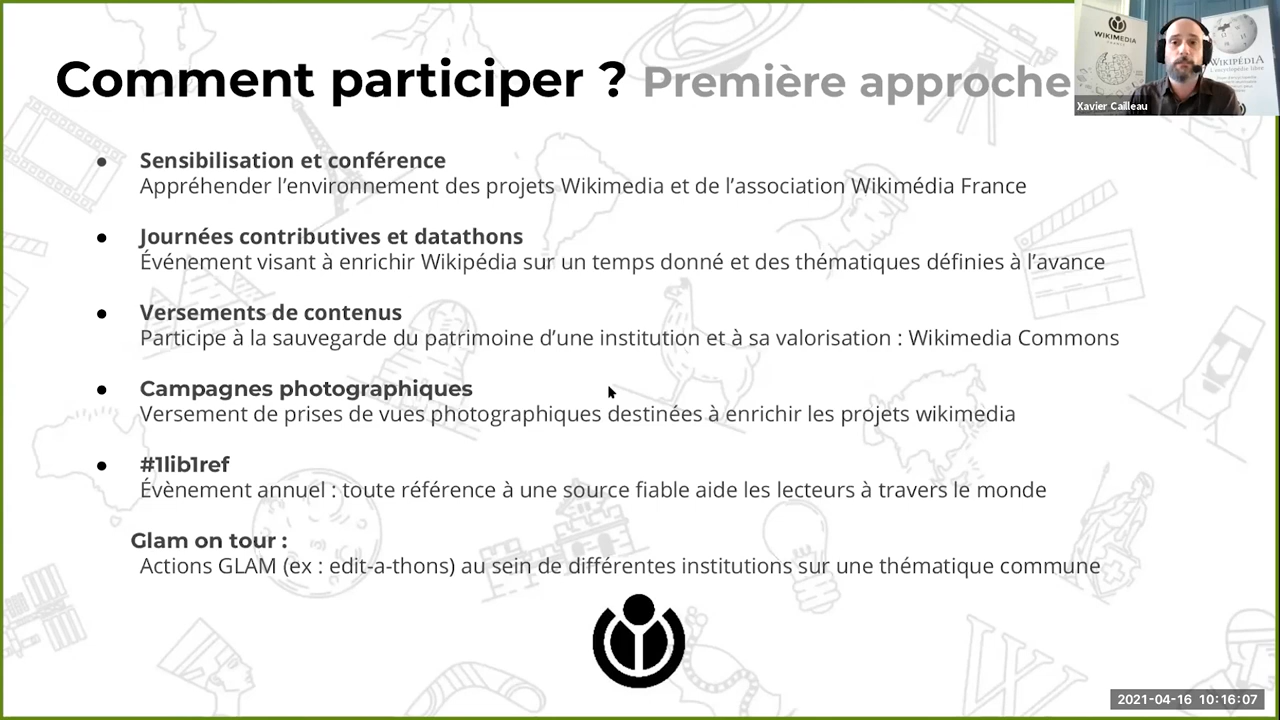 Comment participer ? Première approche
WIKIMEDIA
FRANCE
WIKIPÉDIA
L'encyclopédie libre
Xavier Cailleau
● Sensibilisation et conférence
Appréhender l’environnement des projets Wikimedia et de l’association Wikimédia France
● Journées contributives et datathons
Événement visant à enrichir Wikipédia sur un temps donné et des thématiques définies à l’avance
● Versements de contenus
Participe à la sauvegarde du patrimoine d’une institution et à sa valorisation : Wikimedia Commons
● Campagnes photographiques
Versement de prises de vues photographiques destinées à enrichir les projets wikimedia
● #1lib1ref
Évènement annuel : toute référence à une source fiable aide les lecteurs à travers le monde
Glam on tour :
Actions GLAM (ex : edit-a-thons) au sein de différentes institutions sur une thématique commune
2021-04-16 10:16:07